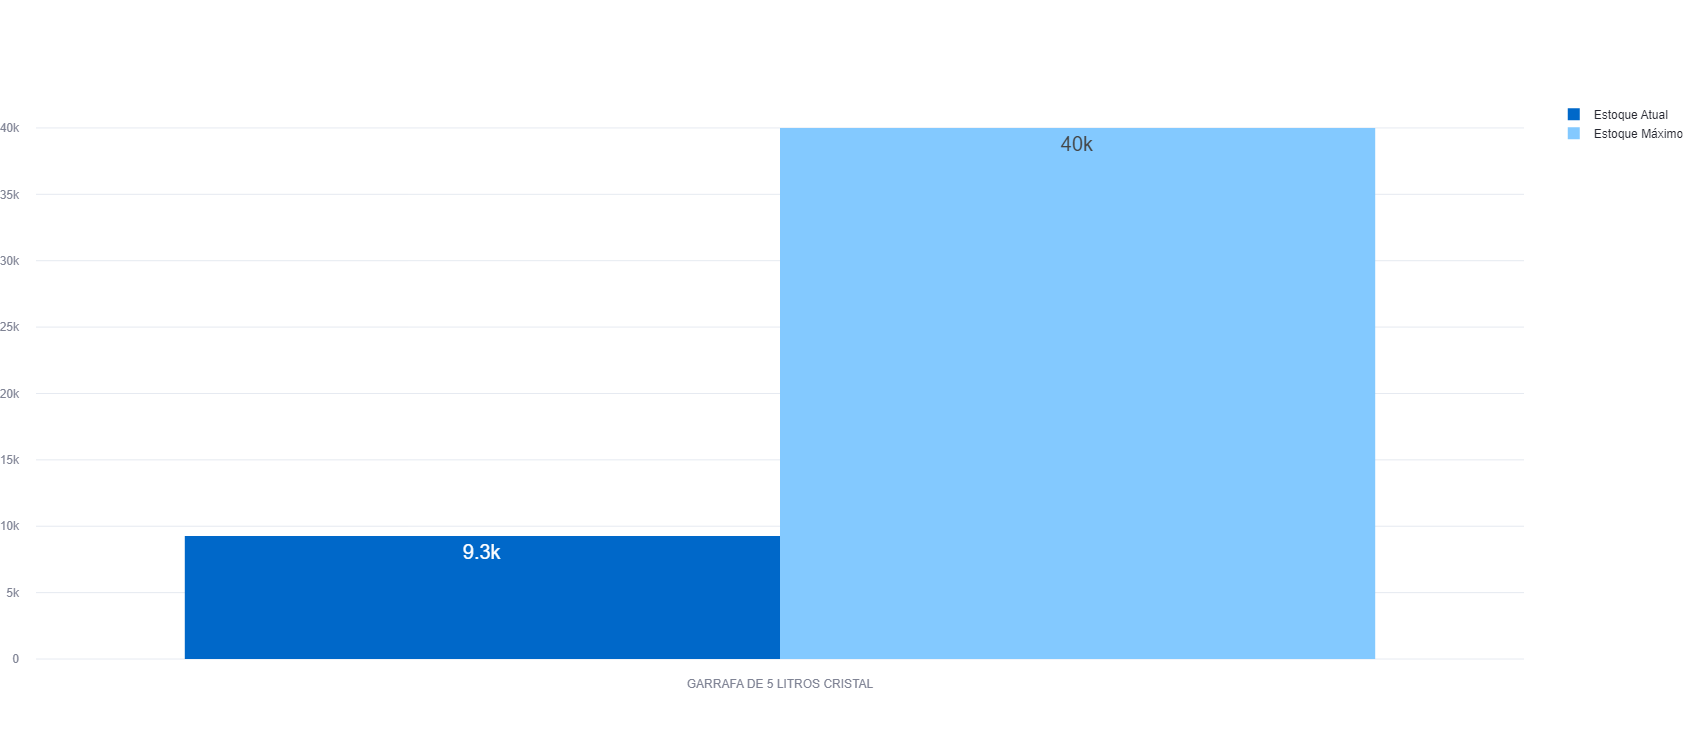 Estoque Atual
Estoque Máximo
40k
35k
30k
25k
20k
15k
10k
5k
0
40k
9.3k
GARRAFA DE 5 LITROS CRISTAL